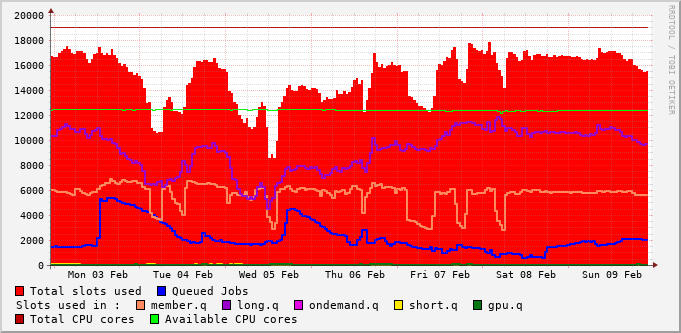 20000
18000
16000
14000
12000
10000
8000
6000
4000
2000
0
Mon 03 Feb Tue 04 Feb Wed 05 Feb Thu 06 Feb Fri 07 Feb Sat 08 Feb Sun 09 Feb
RRDTOOL / TOBI OETIKER
Total slots used Queued Jobs
Slots used in : member.q long.q ondemand.q short.q gpu.q
Total CPU cores Available CPU cores